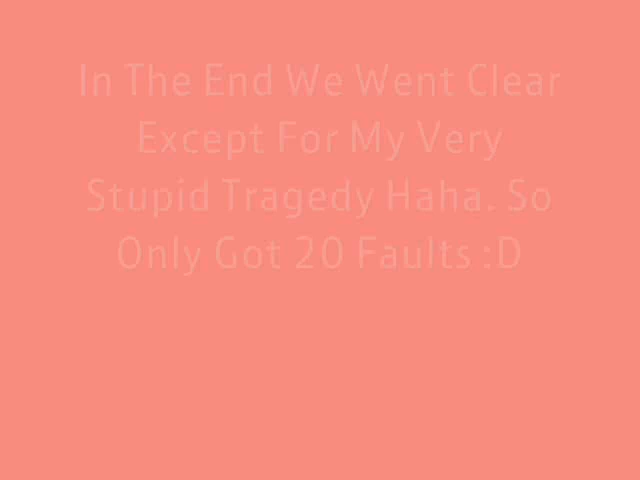 In The End We Went Clear
Except For My Very
Stupid Tragedy Haha. So
Only Got 20 Faults :D